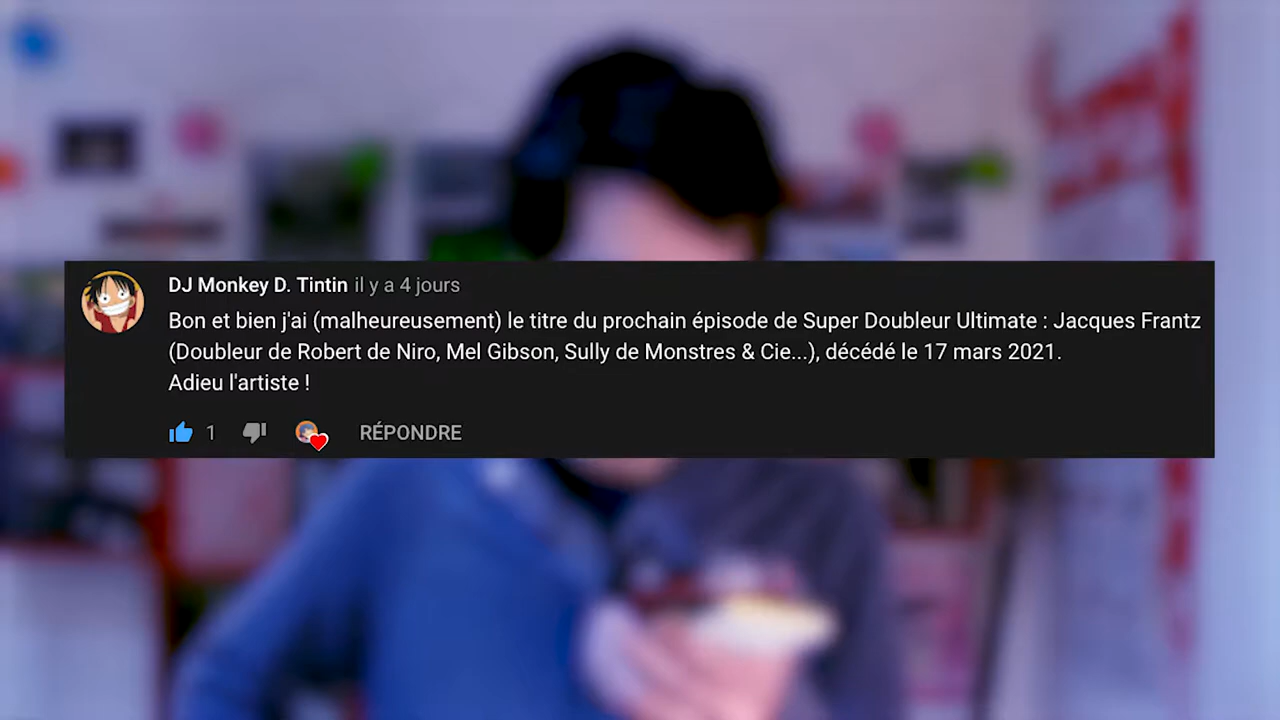 DJ Monkey D. Tintin il y a 4 jours
Bon et bien j'ai (malheureusement) le titre du prochain épisode de Super Doubleur Ultimate : Jacques Frantz
(Doubleur de Robert de Niro, Mel Gibson, Sully de Monstres & Cie...), décédé le 17 mars 2021.
Adieu l'artiste !
1 RÉPONDRE